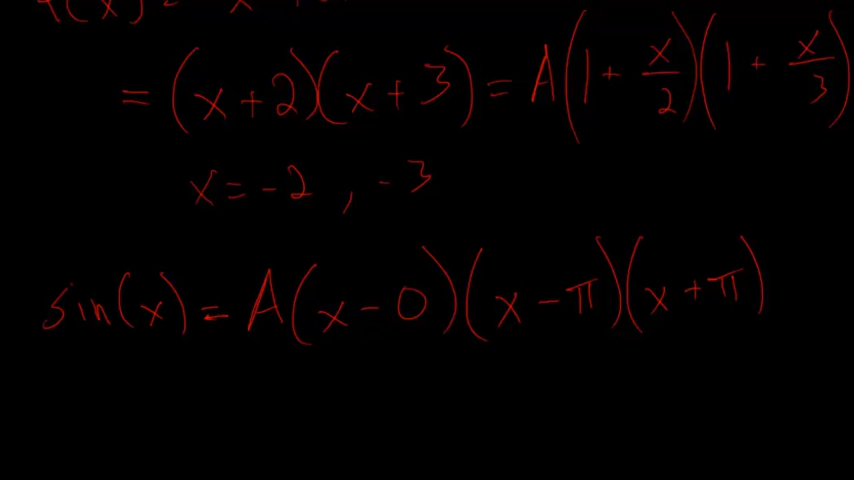 = (x + 2)(x + 3) = A(1 + x/2)(1 + x/3)
x = -2 , -3
sin(x) = A(x - 0)(x - π)(x + π)